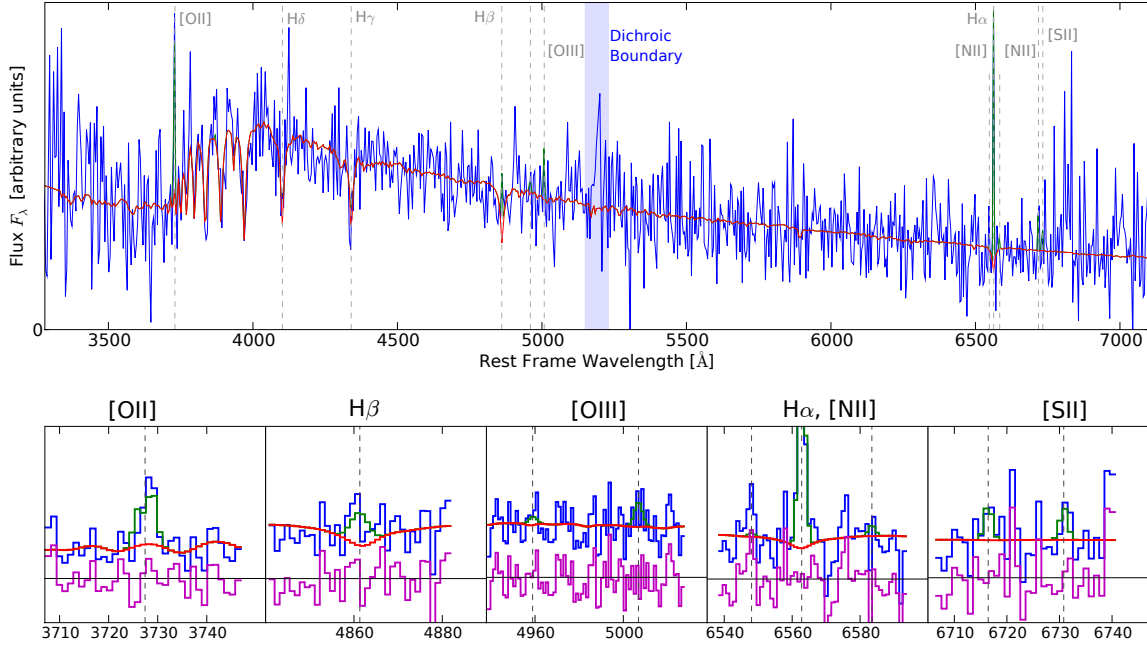 [OII] Hδ Hγ Hβ [OIII] Dichroic Boundary Hα [NII] [NII] [SII]
Flux F_λ [arbitrary units]
0
3500 4000 4500 5000 5500 6000 6500 7000
Rest Frame Wavelength [Å]
[OII] Hβ [OIII] Hα, [NII] [SII]
3710 3720 3730 3740 4860 4880 4960 5000 6540 6560 6580 6710 6720 6730 6740